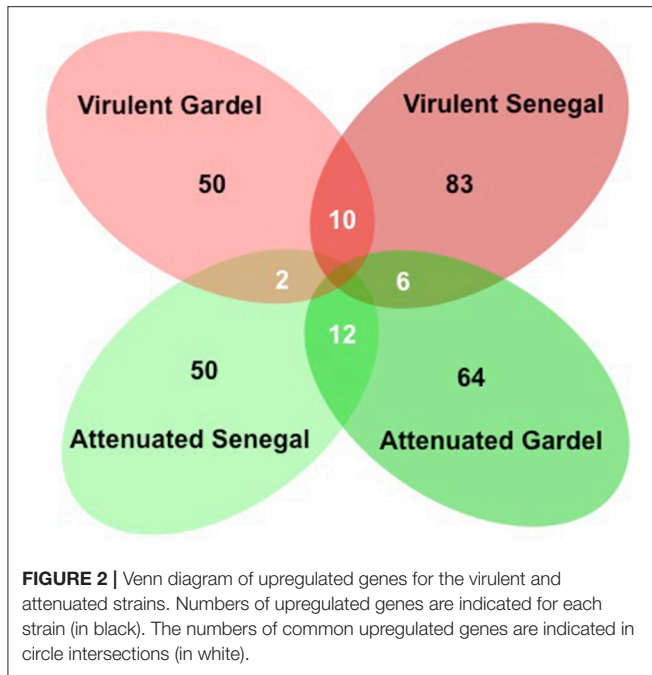 Virulent Gardel
Virulent Senegal
50
83
10
2
6
12
50
64
Attenuated Senegal
Attenuated Gardel
FIGURE 2 | Venn diagram of upregulated genes for the virulent and
attenuated strains. Numbers of upregulated genes are indicated for each
strain (in black). The numbers of common upregulated genes are indicated in
circle intersections (in white).